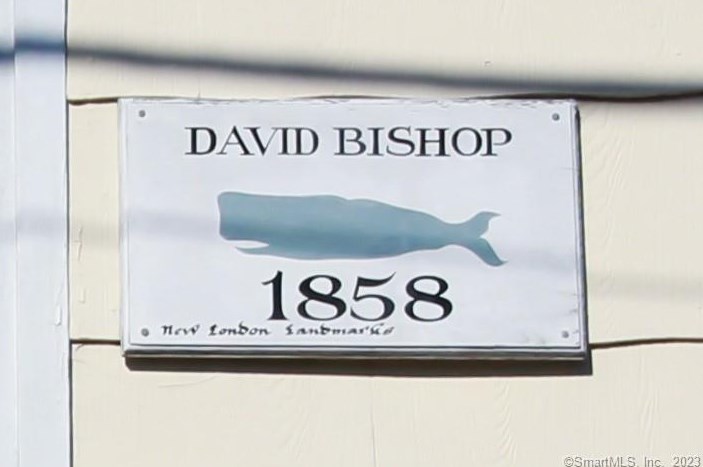 DAVID BISHOP
1858
New London Landmarks
©SmartMLS, Inc. 2023